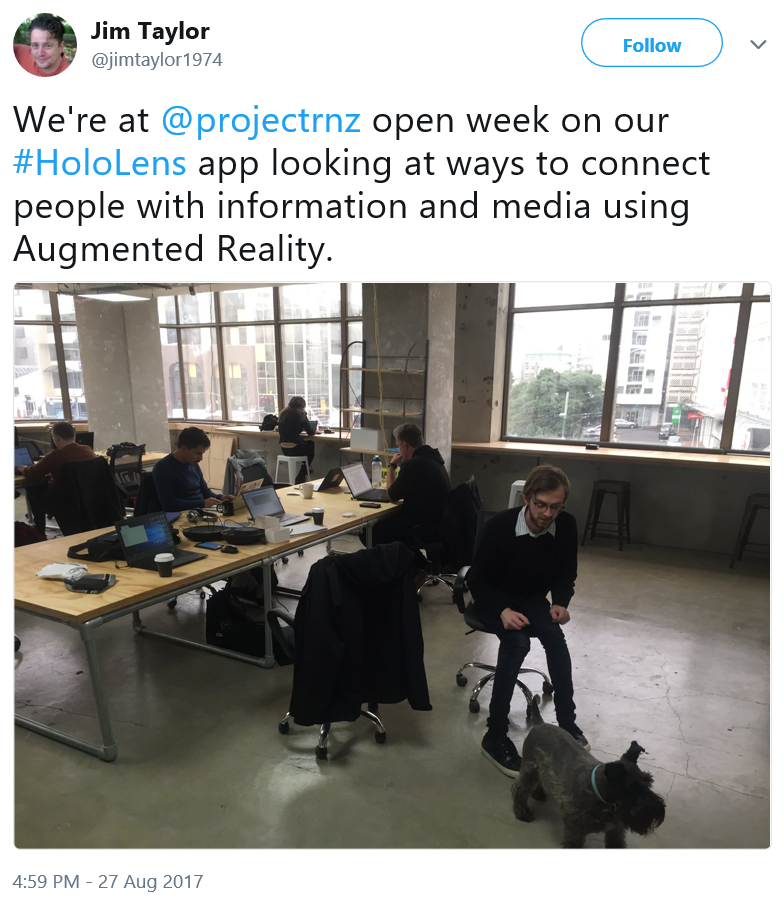 Jim Taylor
@jimtaylor1974
Follow
We're at @projectrnz open week on our
#HoloLens app looking at ways to connect
people with information and media using
Augmented Reality.
4:59 PM - 27 Aug 2017